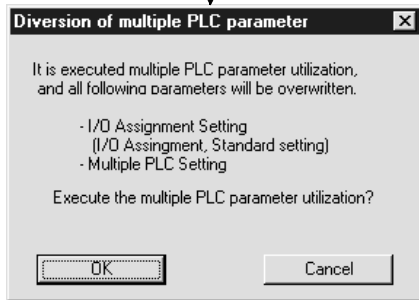 Diversion of multiple PLC parameter
It is executed multiple PLC parameter utilization,
and all following parameters will be overwritten.
- I/O Assignment Setting
(I/O Assingment, Standard setting)
- Multiple PLC Setting
Execute the multiple PLC parameter utilization?
OK
Cancel